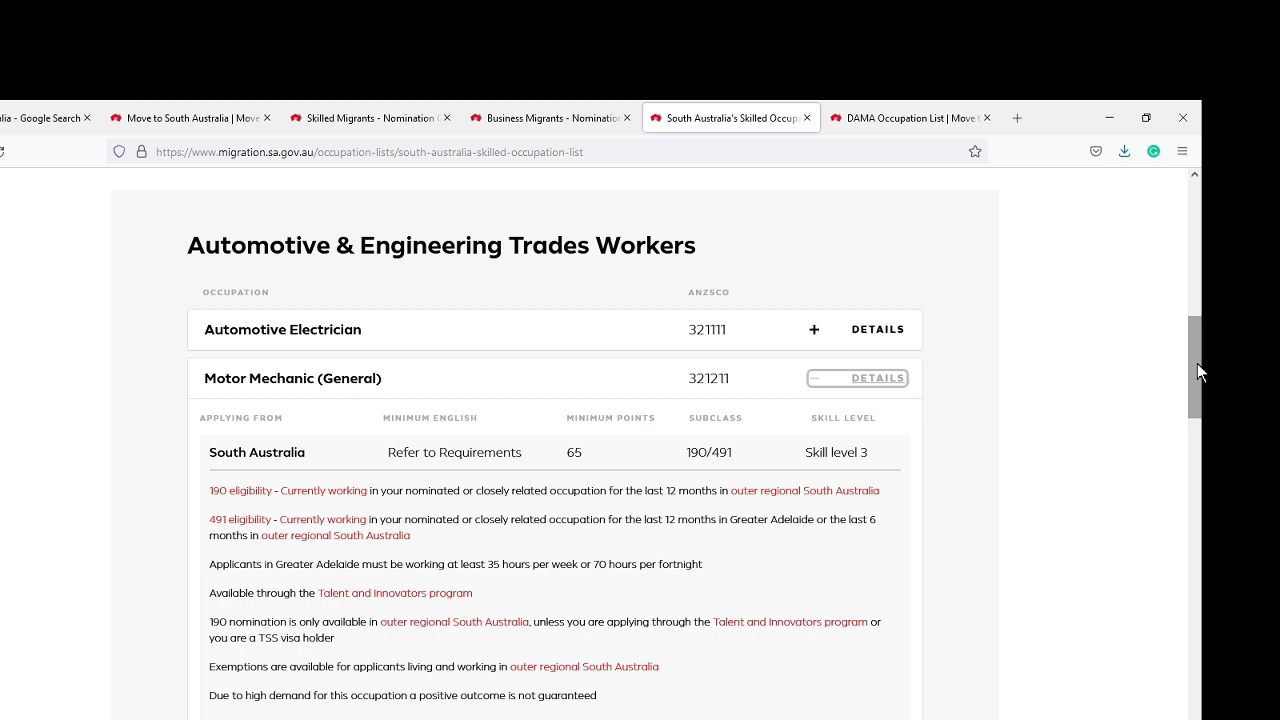 lia - Google Search
Move to South Australia | Move
Skilled Migrants - Nomination
Business Migrants - Nomination
South Australia's Skilled Occupa
DAMA Occupation List | Move t
https://www.migration.sa.gov.au/occupation-lists/south-australia-skilled-occupation-list
Automotive & Engineering Trades Workers
OCCUPATION ANZSCO
Automotive Electrician 321111 + DETAILS
Motor Mechanic (General) 321211 − DETAILS
APPLYING FROM MINIMUM ENGLISH MINIMUM POINTS SUBCLASS SKILL LEVEL
South Australia Refer to Requirements 65 190/491 Skill level 3
190 eligibility - Currently working in your nominated or closely related occupation for the last 12 months in outer regional South Australia
491 eligibility - Currently working in your nominated or closely related occupation for the last 12 months in Greater Adelaide or the last 6
months in outer regional South Australia
Applicants in Greater Adelaide must be working at least 35 hours per week or 70 hours per fortnight
Available through the Talent and Innovators program
190 nomination is only available in outer regional South Australia, unless you are applying through the Talent and Innovators program or
you are a TSS visa holder
Exemptions are available for applicants living and working in outer regional South Australia
Due to high demand for this occupation a positive outcome is not guaranteed